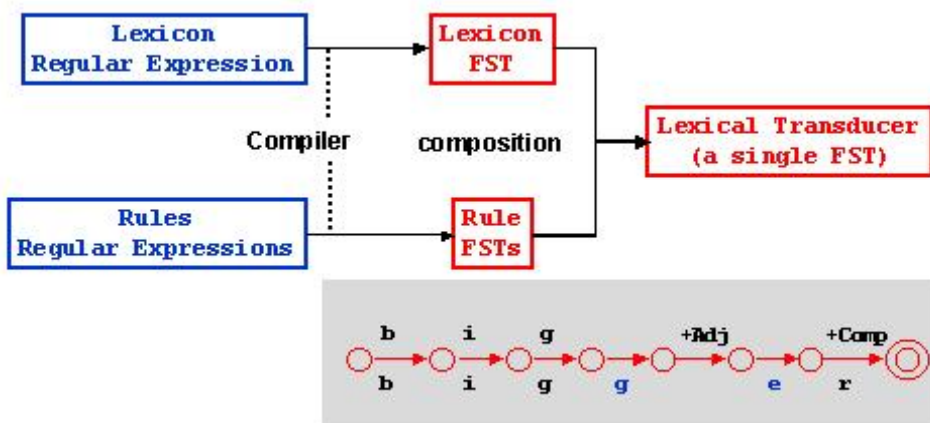 Lexicon
Regular Expression
Lexicon
FST
Compiler
composition
Lexical Transducer
(a single FST)
Rules
Regular Expressions
Rule
FSTs
b i g +Adj +Comp
b i g g e r